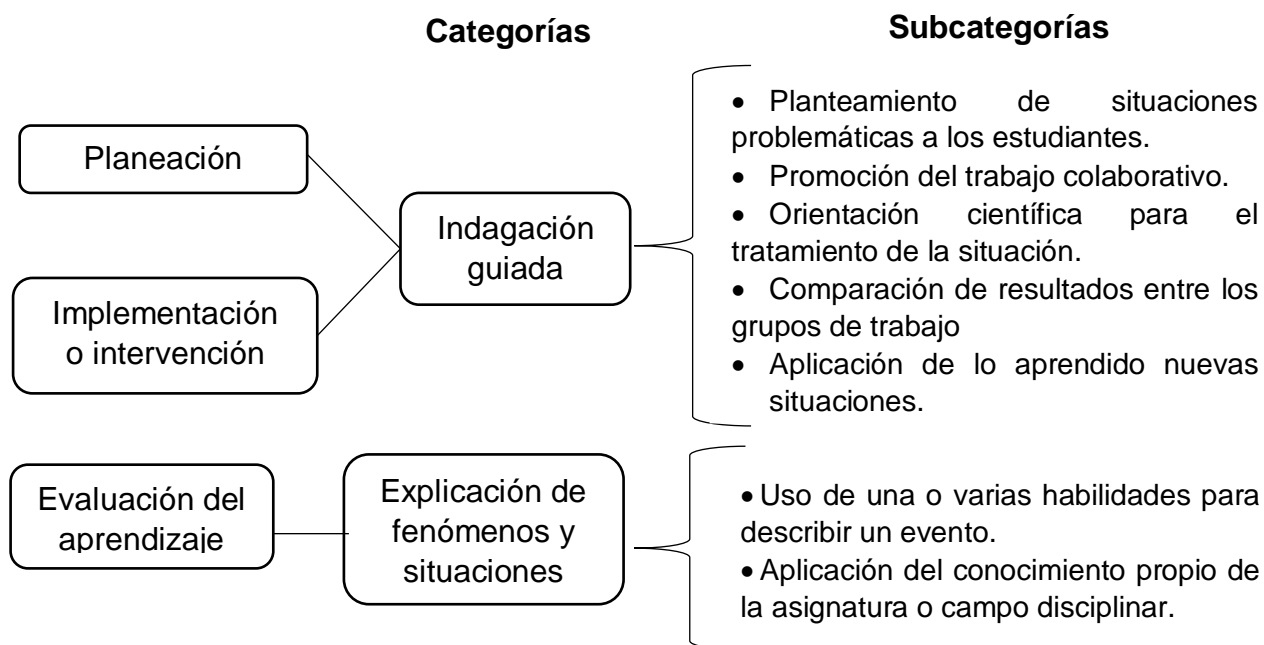 Categorías
Subcategorías
Planeación
Implementación
o intervención
Indagación
guiada
• Planteamiento de situaciones
problemáticas a los estudiantes.
• Promoción del trabajo colaborativo.
• Orientación científica para el
tratamiento de la situación.
• Comparación de resultados entre los
grupos de trabajo
• Aplicación de lo aprendido nuevas
situaciones.
Evaluación del
aprendizaje
Explicación de
fenómenos y
situaciones
• Uso de una o varias habilidades para
describir un evento.
• Aplicación del conocimiento propio de
la asignatura o campo disciplinar.